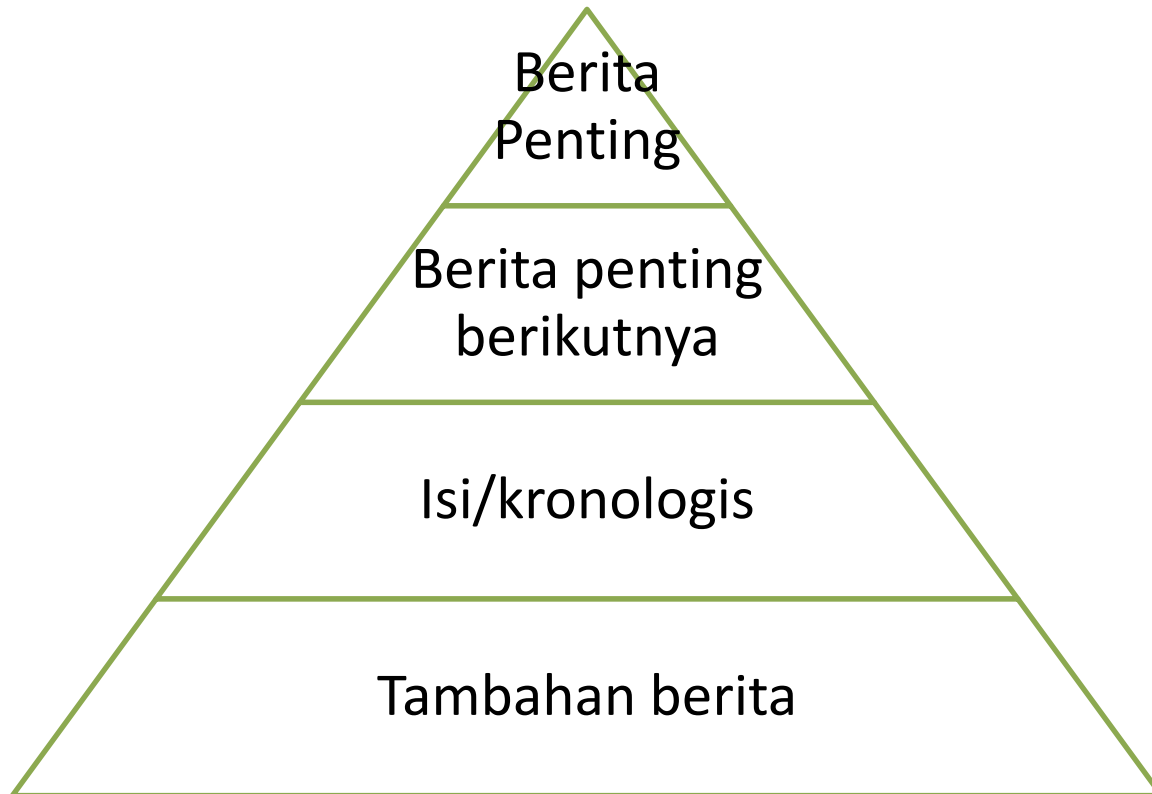 Berita
Penting
Berita penting
berikutnya
Isi/kronologis
Tambahan berita